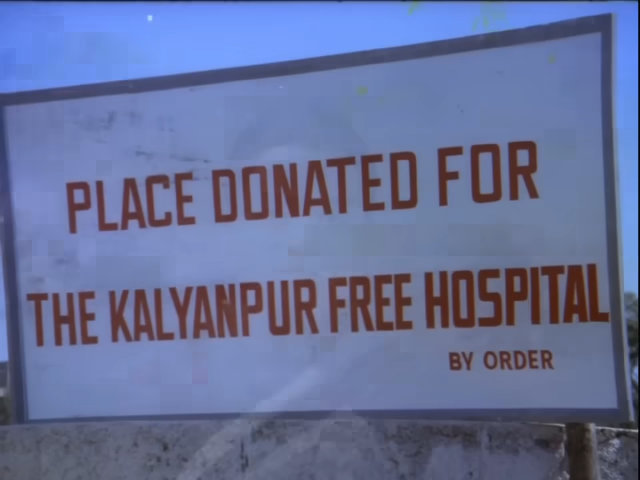 PLACE DONATED FOR
THE KALYANPUR FREE HOSPITAL
BY ORDER